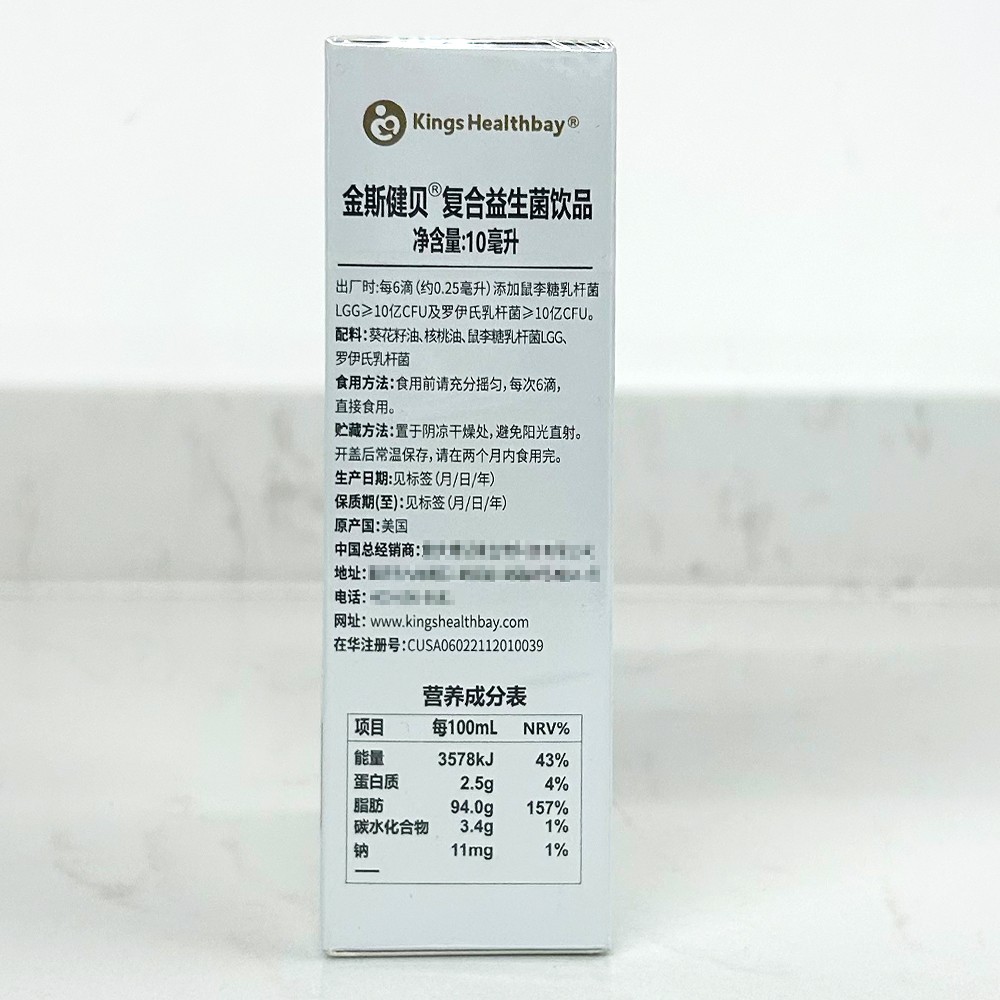 Kings Healthbay®
金斯健贝®复合益生菌饮品
净含量:10毫升
出厂时:每6滴(约0.25毫升)添加鼠李糖乳杆菌
LGG≥10亿CFU及罗伊氏乳杆菌≥10亿CFU。
配料:葵花籽油、核桃油、鼠李糖乳杆菌LGG、
罗伊氏乳杆菌
食用方法:食用前请充分摇匀,每次6滴,
直接食用。
贮藏方法:置于阴凉干燥处,避免阳光直射。
开盖后常温保存,请在两个月内食用完。
生产日期:见标签(月/日/年)
保质期(至):见标签(月/日/年)
原产国:美国
中国总经销商:
地址:
电话:
网址: www.kingshealthbay.com
在华注册号:CUSA06022112010039
营养成分表
项目 每100mL NRV%
能量 3578kJ 43%
蛋白质 2.5g 4%
脂肪 94.0g 157%
碳水化合物 3.4g 1%
钠 11mg 1%